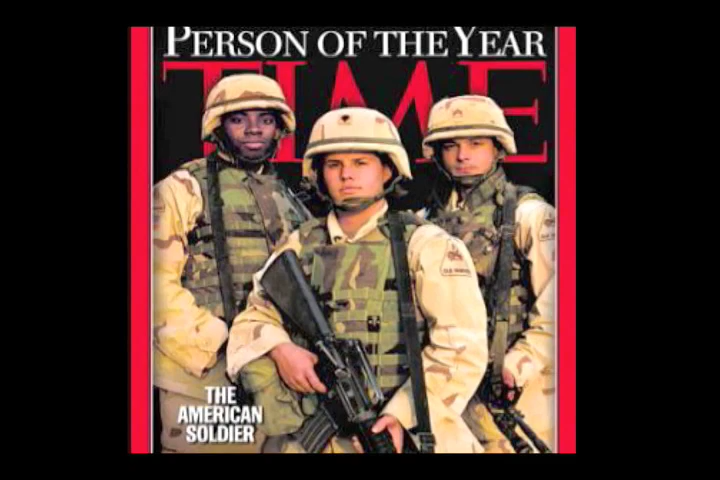 PERSON OF THE YEAR
TIME
THE
AMERICAN
SOLDIER